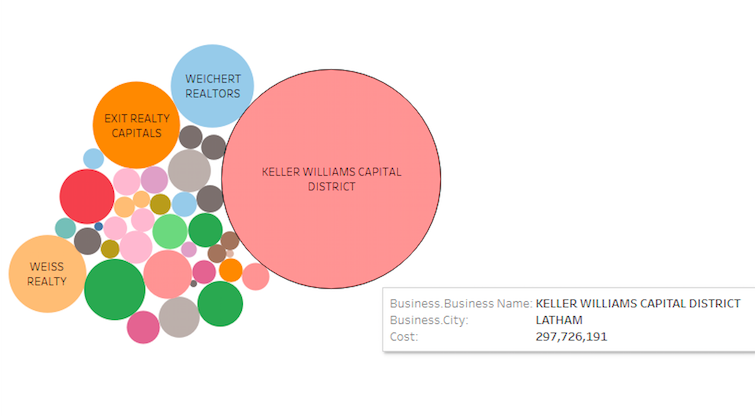 WEICHERT
REALTORS
EXIT REALTY
CAPITALS
KELLER WILLIAMS CAPITAL
DISTRICT
WEISS
REALTY
Business.Business Name: KELLER WILLIAMS CAPITAL DISTRICT
Business.City: LATHAM
Cost: 297,726,191